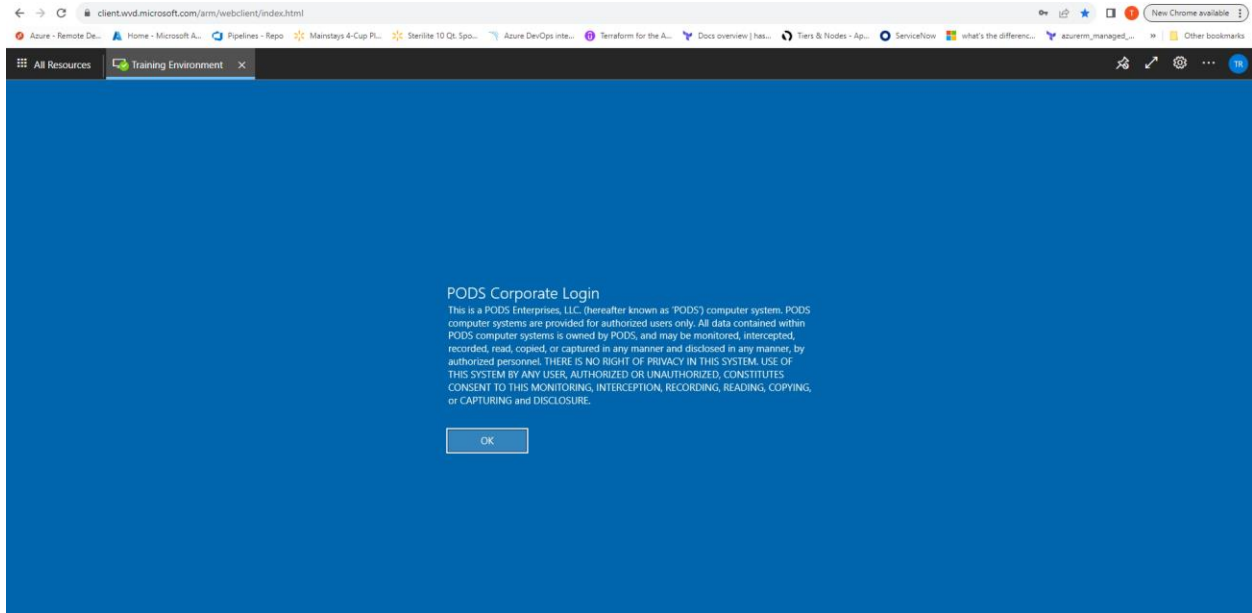 client.wvd.microsoft.com/arm/webclient/index.html
New Chrome available
Azure - Remote De...
Home - Microsoft A...
Pipelines - Repo
Mainstays 4-Cup Pl...
Sterilite 10 Qt. Spo...
Azure DevOps inte...
Terraform for the A...
Docs overview | has...
Tiers & Nodes - Ap...
ServiceNow
what's the differenc...
azurerm_managed_...
»
Other bookmarks
All Resources
Training Environment
TR
PODS Corporate Login
This is a PODS Enterprises, LLC. (hereafter known as 'PODS') computer system. PODS
computer systems are provided for authorized users only. All data contained within
PODS computer systems is owned by PODS, and may be monitored, intercepted,
recorded, read, copied, or captured in any manner and disclosed in any manner, by
authorized personnel. THERE IS NO RIGHT OF PRIVACY IN THIS SYSTEM. USE OF
THIS SYSTEM BY ANY USER, AUTHORIZED OR UNAUTHORIZED, CONSTITUTES
CONSENT TO THIS MONITORING, INTERCEPTION, RECORDING, READING, COPYING,
or CAPTURING and DISCLOSURE.
OK